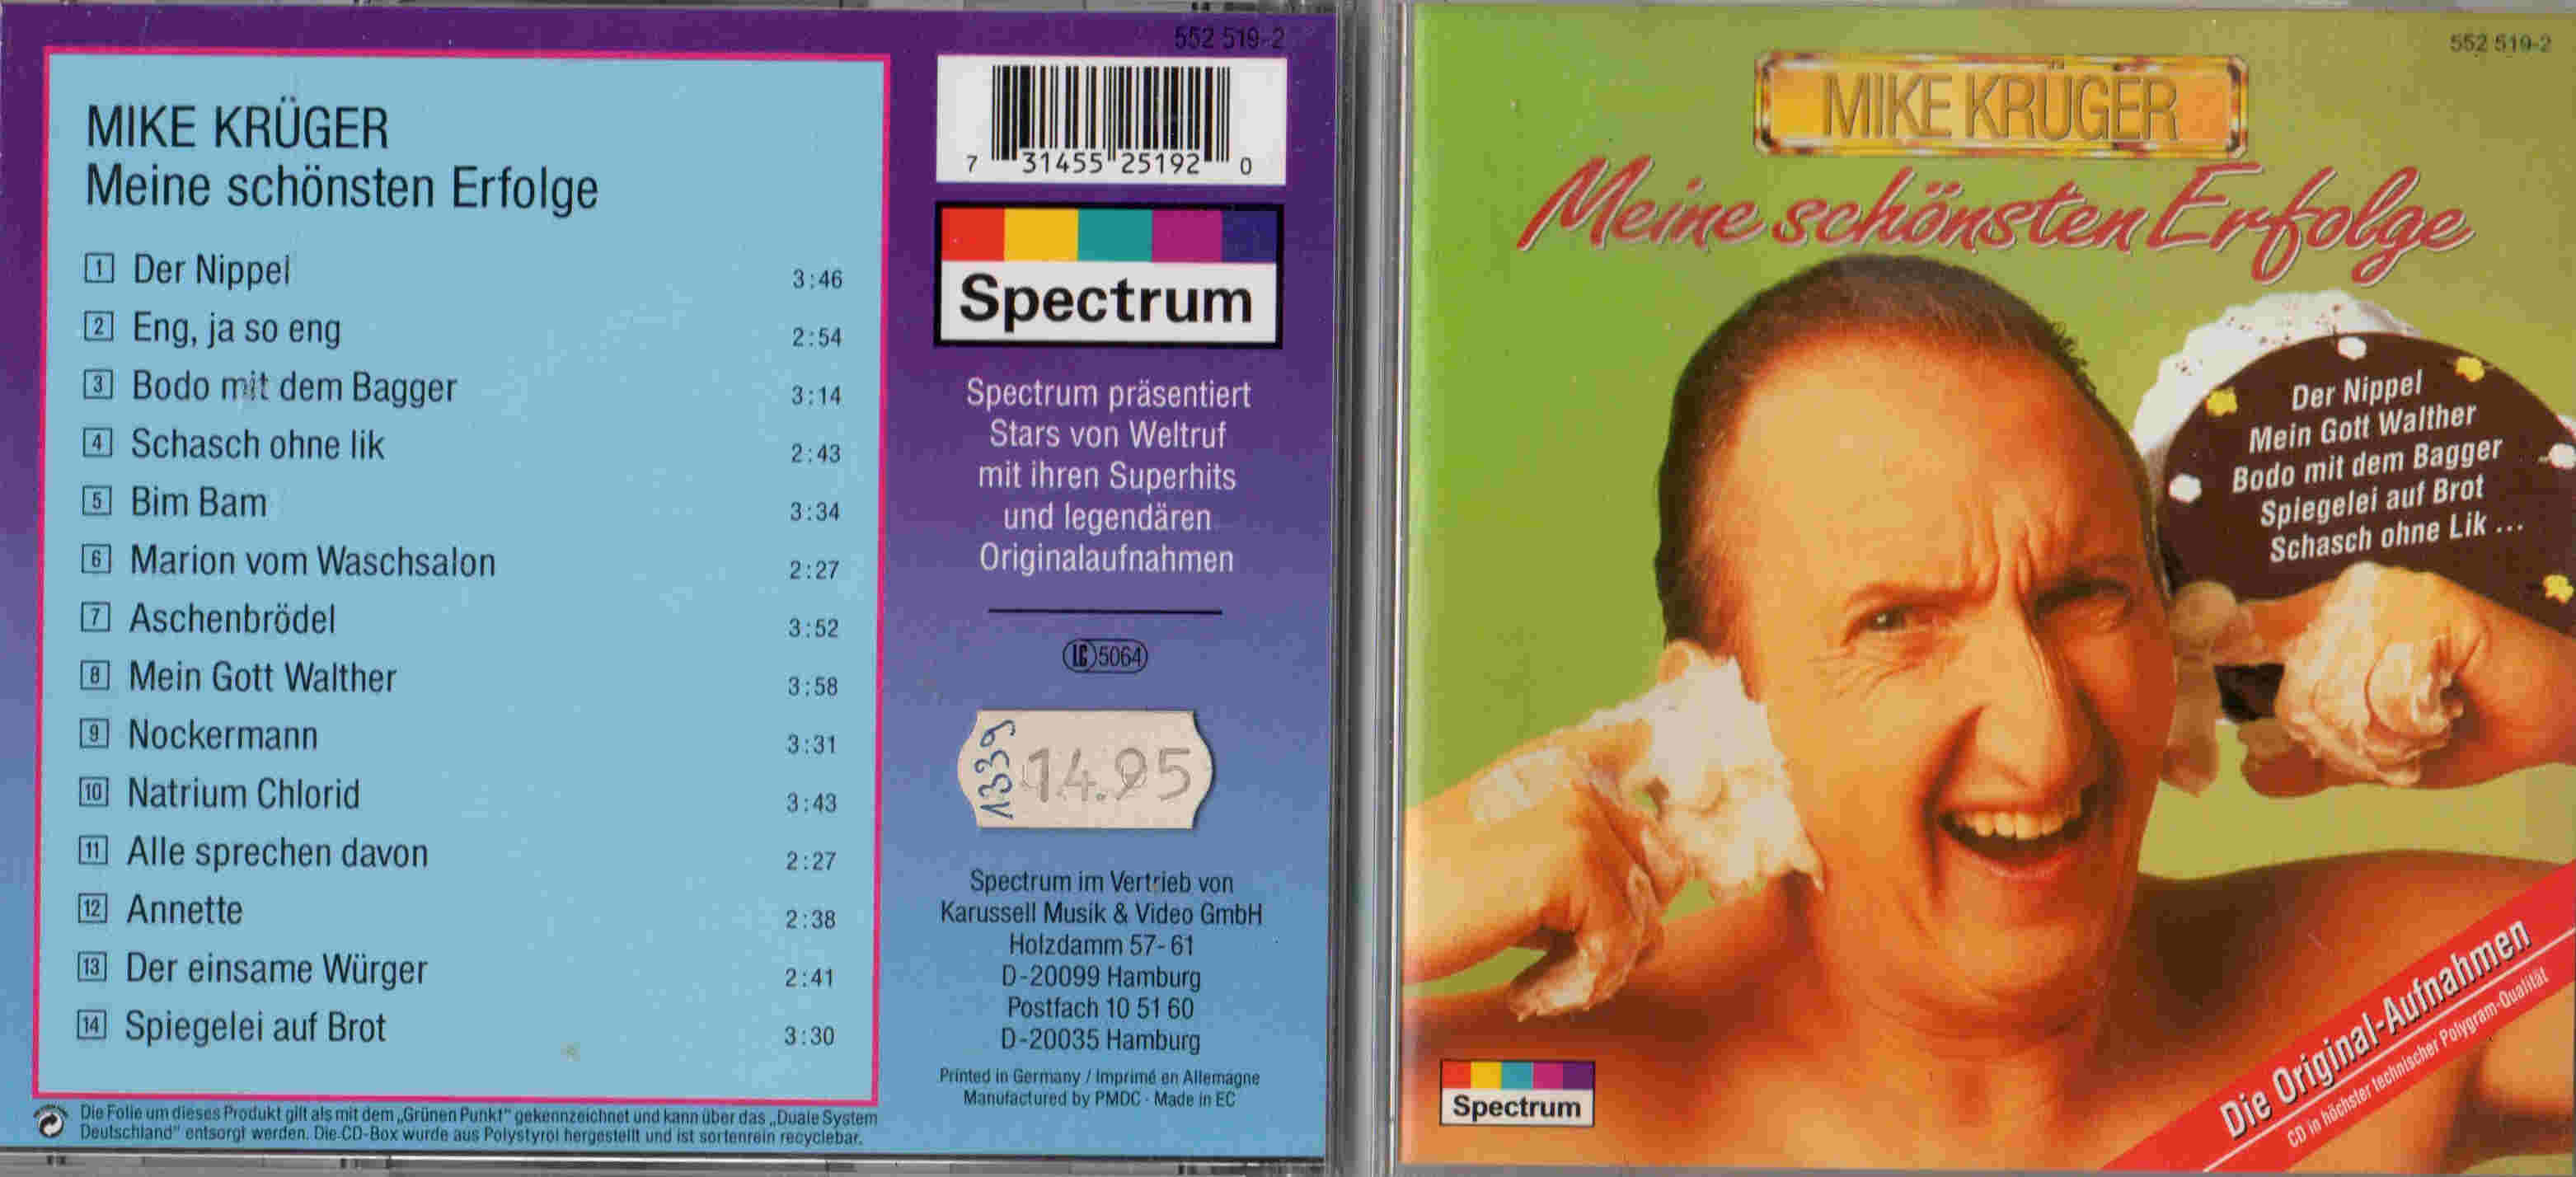 552 519-2
MIKE KRÜGER
Meine schönsten Erfolge
1 Der Nippel 3:46
2 Eng, ja so eng 2:54
3 Bodo mit dem Bagger 3:14
4 Schasch ohne lik 2:43
5 Bim Bam 3:34
6 Marion vom Waschsalon 2:27
7 Aschenbrödel 3:52
8 Mein Gott Walther 3:58
9 Nockermann 3:31
10 Natrium Chlorid 3:43
11 Alle sprechen davon 2:27
12 Annette 2:38
13 Der einsame Würger 2:41
14 Spiegelei auf Brot 3:30
Die Folie um dieses Produkt gilt als mit dem „Grünen Punkt“ gekennzeichnet und kann über das „Duale System
Deutschland“ entsorgt werden. Die CD-Box wurde aus Polystyrol hergestellt und ist sortenrein recyclebar.
7 31455 25192 0
Spectrum
Spectrum präsentiert
Stars von Weltruf
mit ihren Superhits
und legendären
Originalaufnahmen
LC 5064
1339
14.95
Spectrum im Vertrieb von
Karussell Musik & Video GmbH
Holzdamm 57-61
D-20099 Hamburg
Postfach 10 51 60
D-20035 Hamburg
Printed in Germany / Imprimé en Allemagne
Manufactured by PMDC · Made in EC
552 519-2
MIKE KRÜGER
Meine schönsten Erfolge
Der Nippel
Mein Gott Walther
Bodo mit dem Bagger
Spiegelei auf Brot
Schasch ohne Lik ...
Die Original-Aufnahmen
CD in höchster technischer Polygram-Qualität
Spectrum